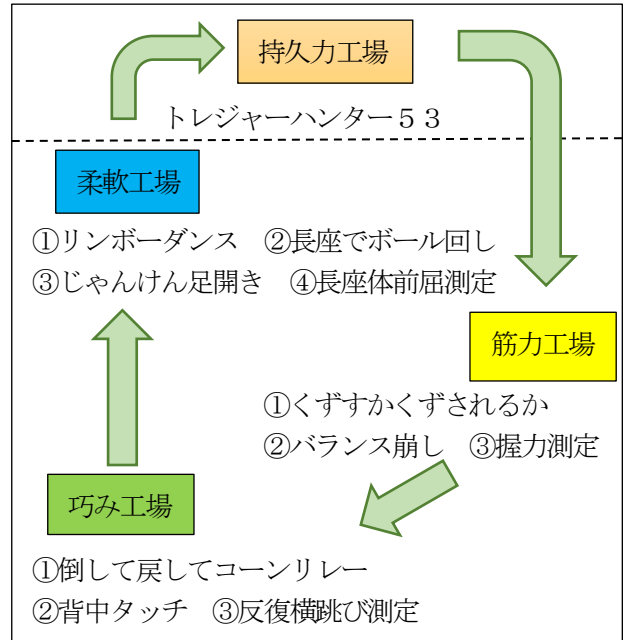 持久力工場
トレジャーハンター５３
柔軟工場
①リンボーダンス　②長座でボール回し
③じゃんけん足開き　④長座体前屈測定
筋力工場
①くずすかくずされるか
②バランス崩し　③握力測定
巧み工場
①倒して戻してコーンリレー
②背中タッチ　③反復横跳び測定